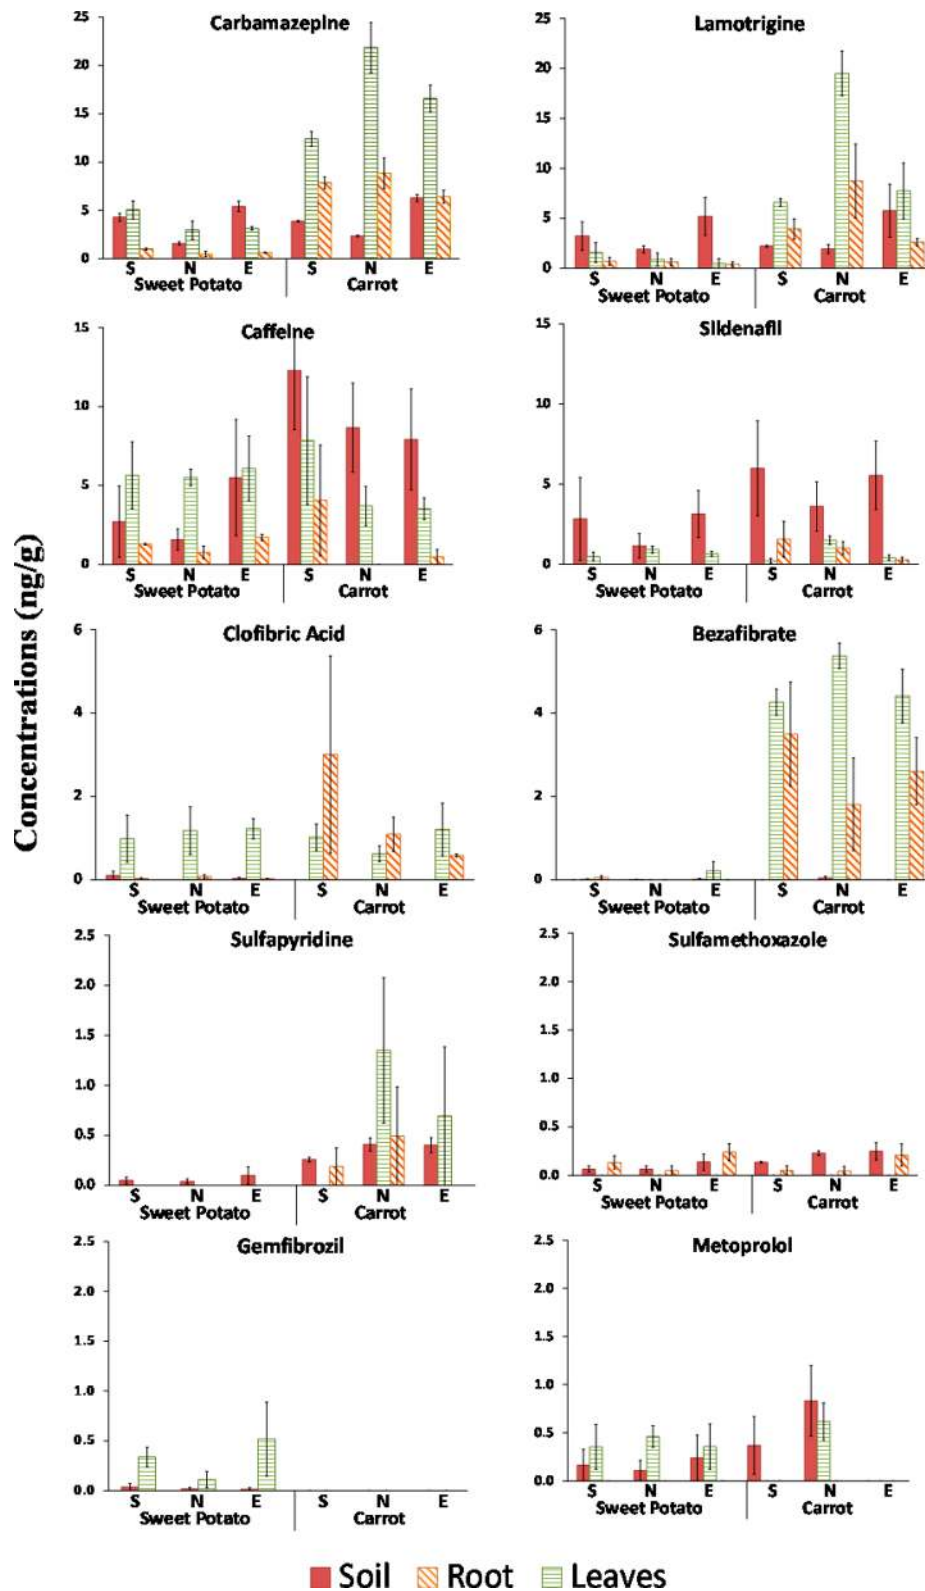 Concentrations (ng/g)
Carbamazepine
25
20
15
10
5
0
S N E S N E
Sweet Potato Carrot
Lamotrigine
25
20
15
10
5
0
S N E S N E
Sweet Potato Carrot
Caffeine
15
10
5
0
S N E S N E
Sweet Potato Carrot
Sildenafil
15
10
5
0
S N E S N E
Sweet Potato Carrot
Clofibric Acid
6
4
2
0
S N E S N E
Sweet Potato Carrot
Bezafibrate
6
4
2
0
S N E S N E
Sweet Potato Carrot
Sulfapyridine
2.5
2.0
1.5
1.0
0.5
0.0
S N E S N E
Sweet Potato Carrot
Sulfamethoxazole
2.5
2.0
1.5
1.0
0.5
0.0
S N E S N E
Sweet Potato Carrot
Gemfibrozil
2.5
2.0
1.5
1.0
0.5
0.0
S N E S N E
Sweet Potato Carrot
Metoprolol
2.5
2.0
1.5
1.0
0.5
0.0
S N E S N E
Sweet Potato Carrot
Soil Root Leaves